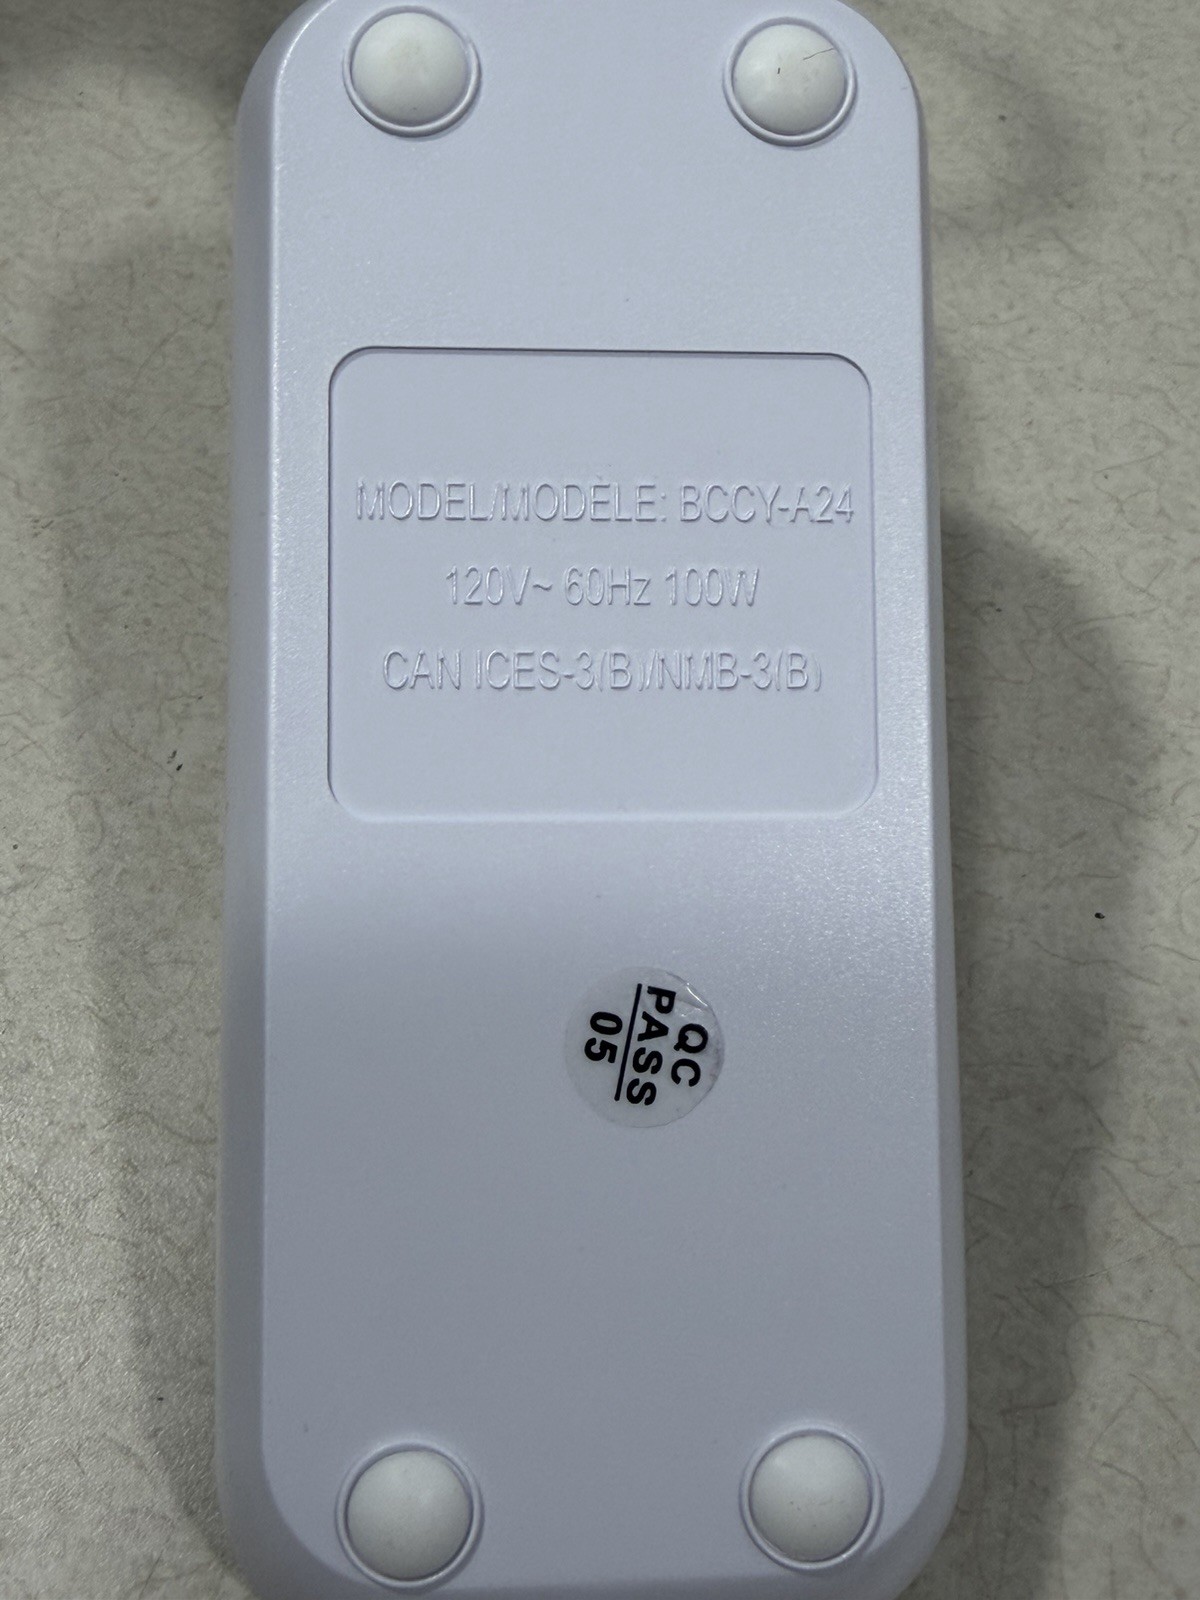 MODEL/MODÈLE: BCCY-A24
120V~ 60Hz 100W
CAN ICES-3(B)/NMB-3(B)
QC
PASS
05